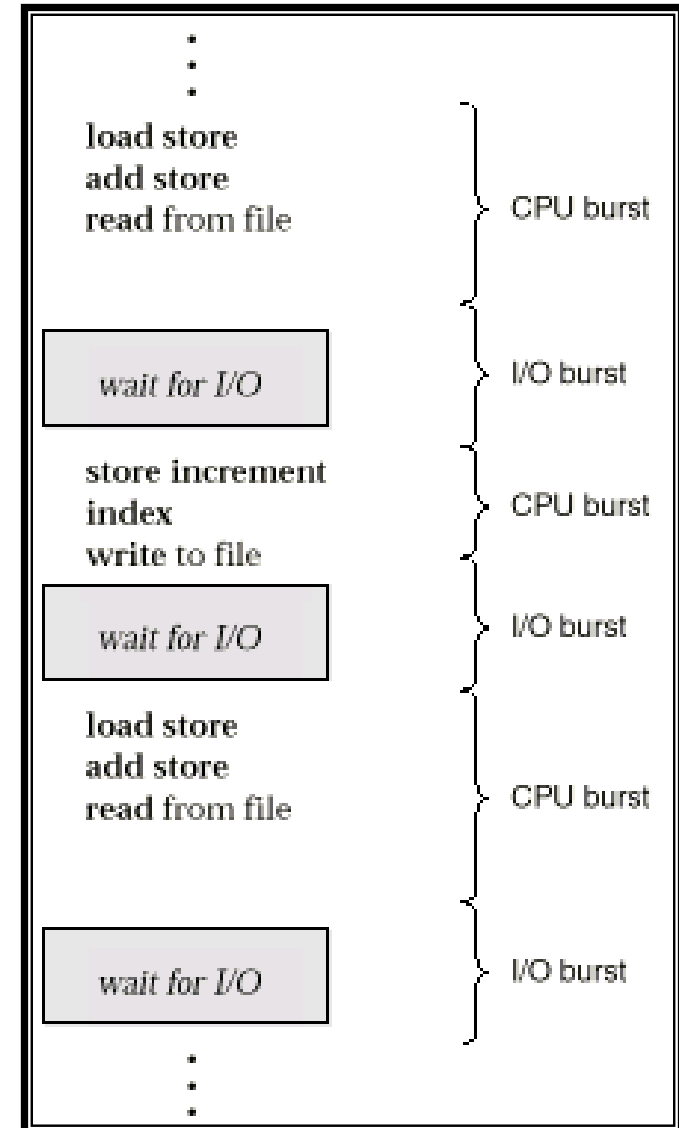 load store
add store
read from file
CPU burst
wait for I/O
I/O burst
store increment
index
write to file
CPU burst
wait for I/O
I/O burst
load store
add store
read from file
CPU burst
wait for I/O
I/O burst